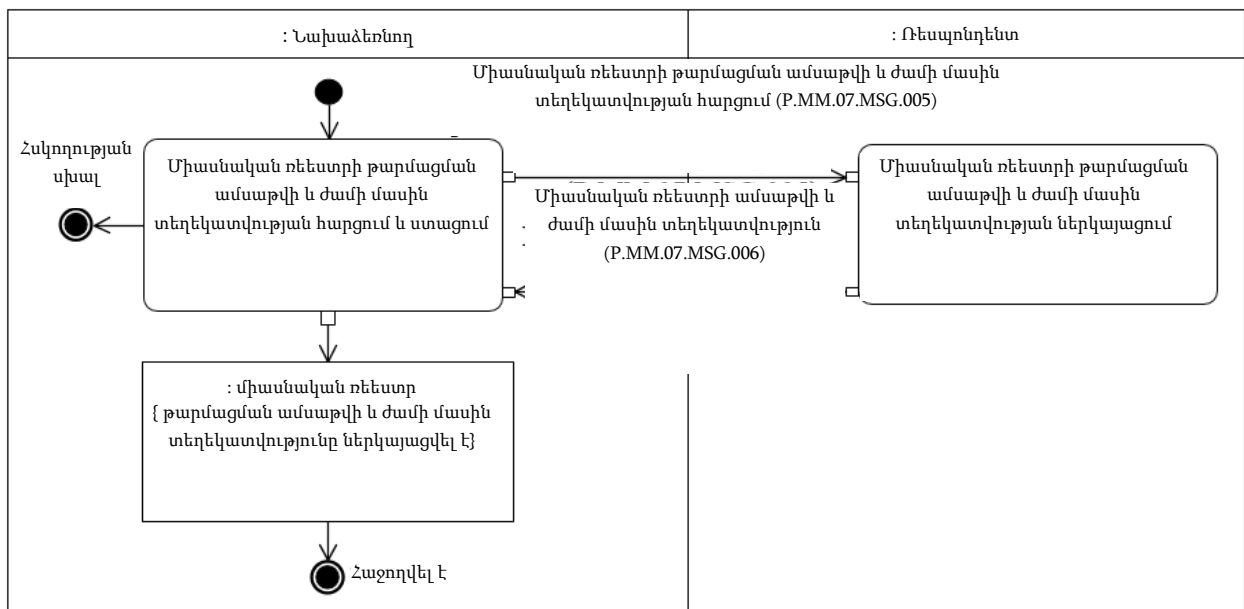 : Նախաձեռնող
: Ռեսպոնդենտ
Միասնական ռեեստրի թարմացման ամսաթվի և ժամի մասին
տեղեկատվության հարցում (P.MM.07.MSG.005)
Հսկողության
սխալ
Միասնական ռեեստրի թարմացման
ամսաթվի և ժամի մասին
տեղեկատվության հարցում և ստացում
Միասնական ռեեստրի ամսաթվի և
ժամի մասին տեղեկատվություն
(P.MM.07.MSG.006)
Միասնական ռեեստրի թարմացման
ամսաթվի և ժամի մասին
տեղեկատվության ներկայացում
: միասնական ռեեստր
{ թարմացման ամսաթվի և ժամի մասին
տեղեկատվությունը ներկայացվել է}
Հաջողվել է